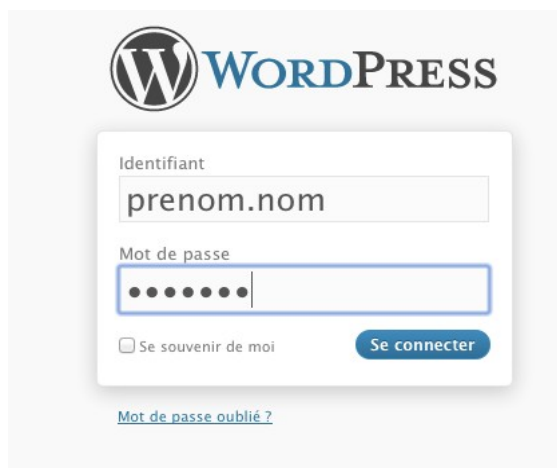 WORDPRESS
Identifiant
prenom.nom
Mot de passe
•••••••
Se souvenir de moi
Se connecter
Mot de passe oublié ?